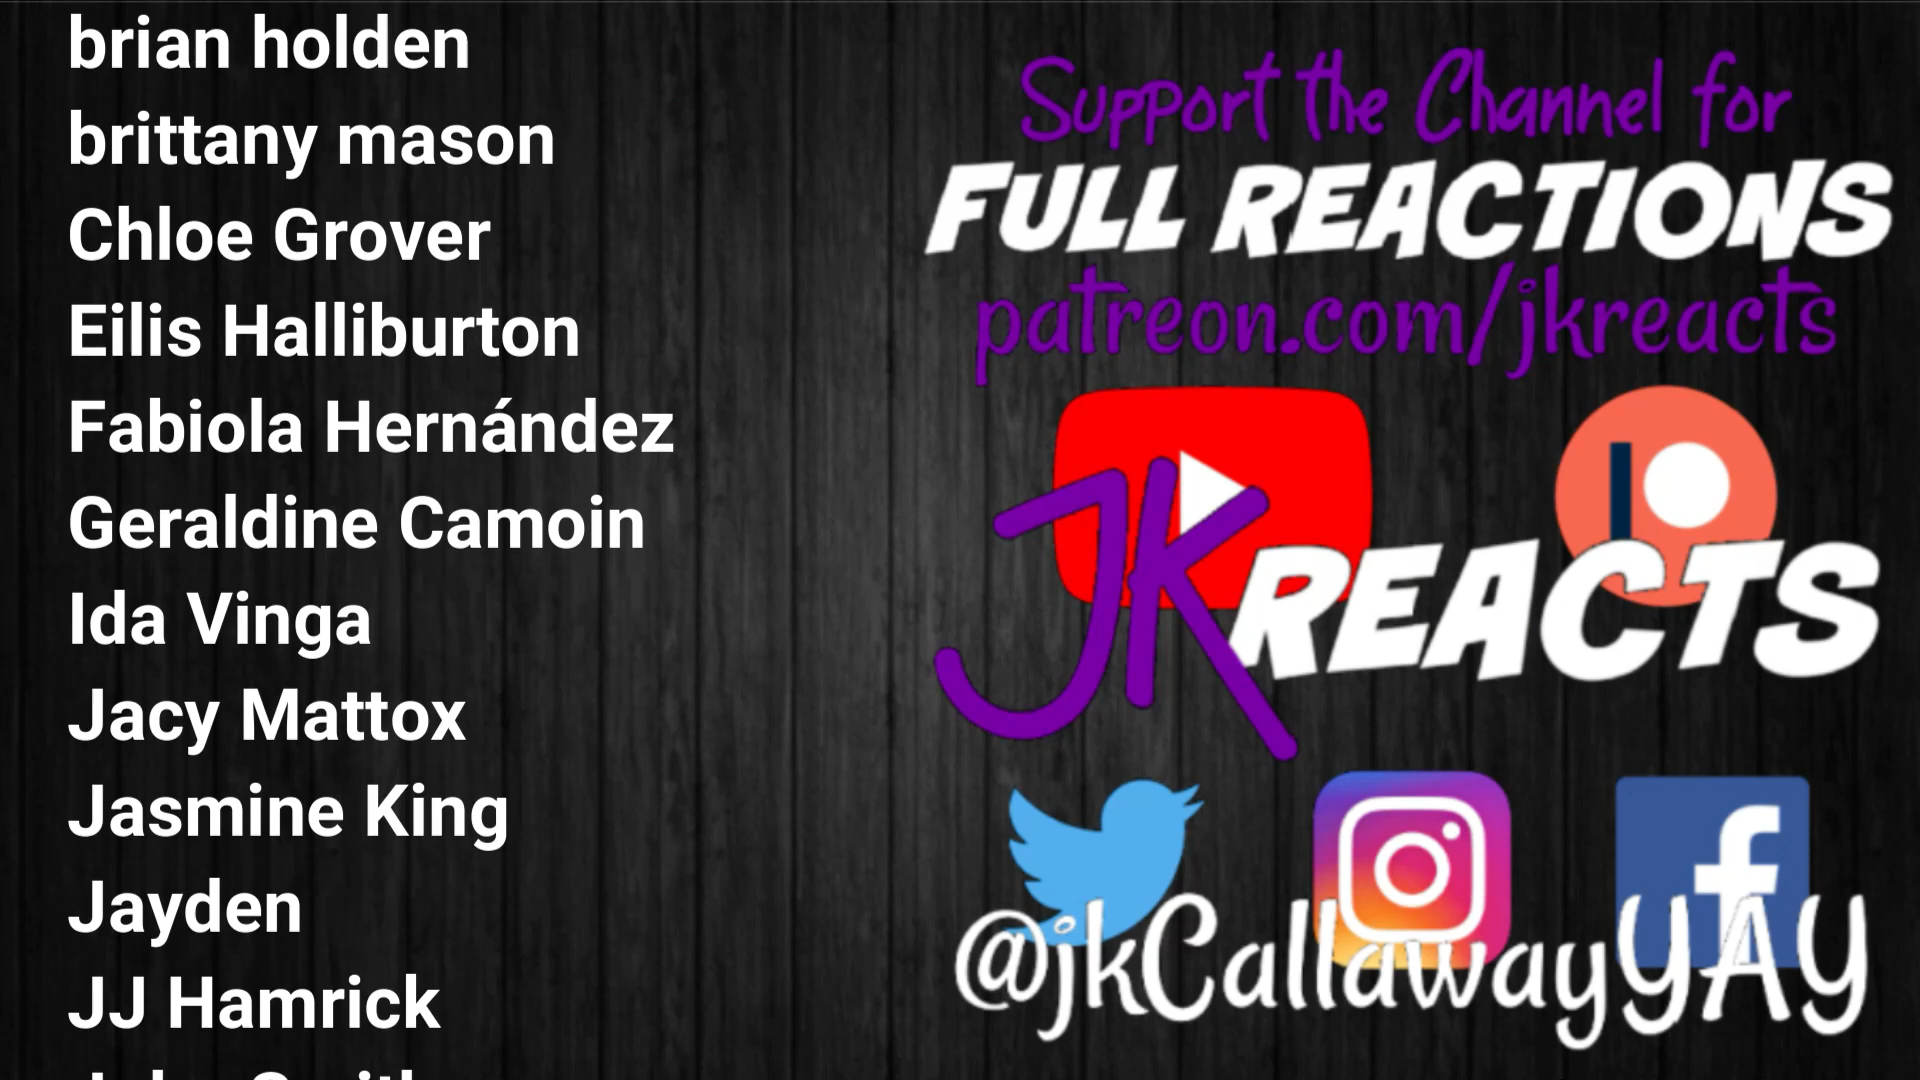 brian holden
brittany mason
Chloe Grover
Eilis Halliburton
Fabiola Hernández
Geraldine Camoin
Ida Vinga
Jacy Mattox
Jasmine King
Jayden
JJ Hamrick
Support the Channel for
FULL REACTIONS
patreon.com/jkreacts
JK REACTS
@jkCallawayYAY